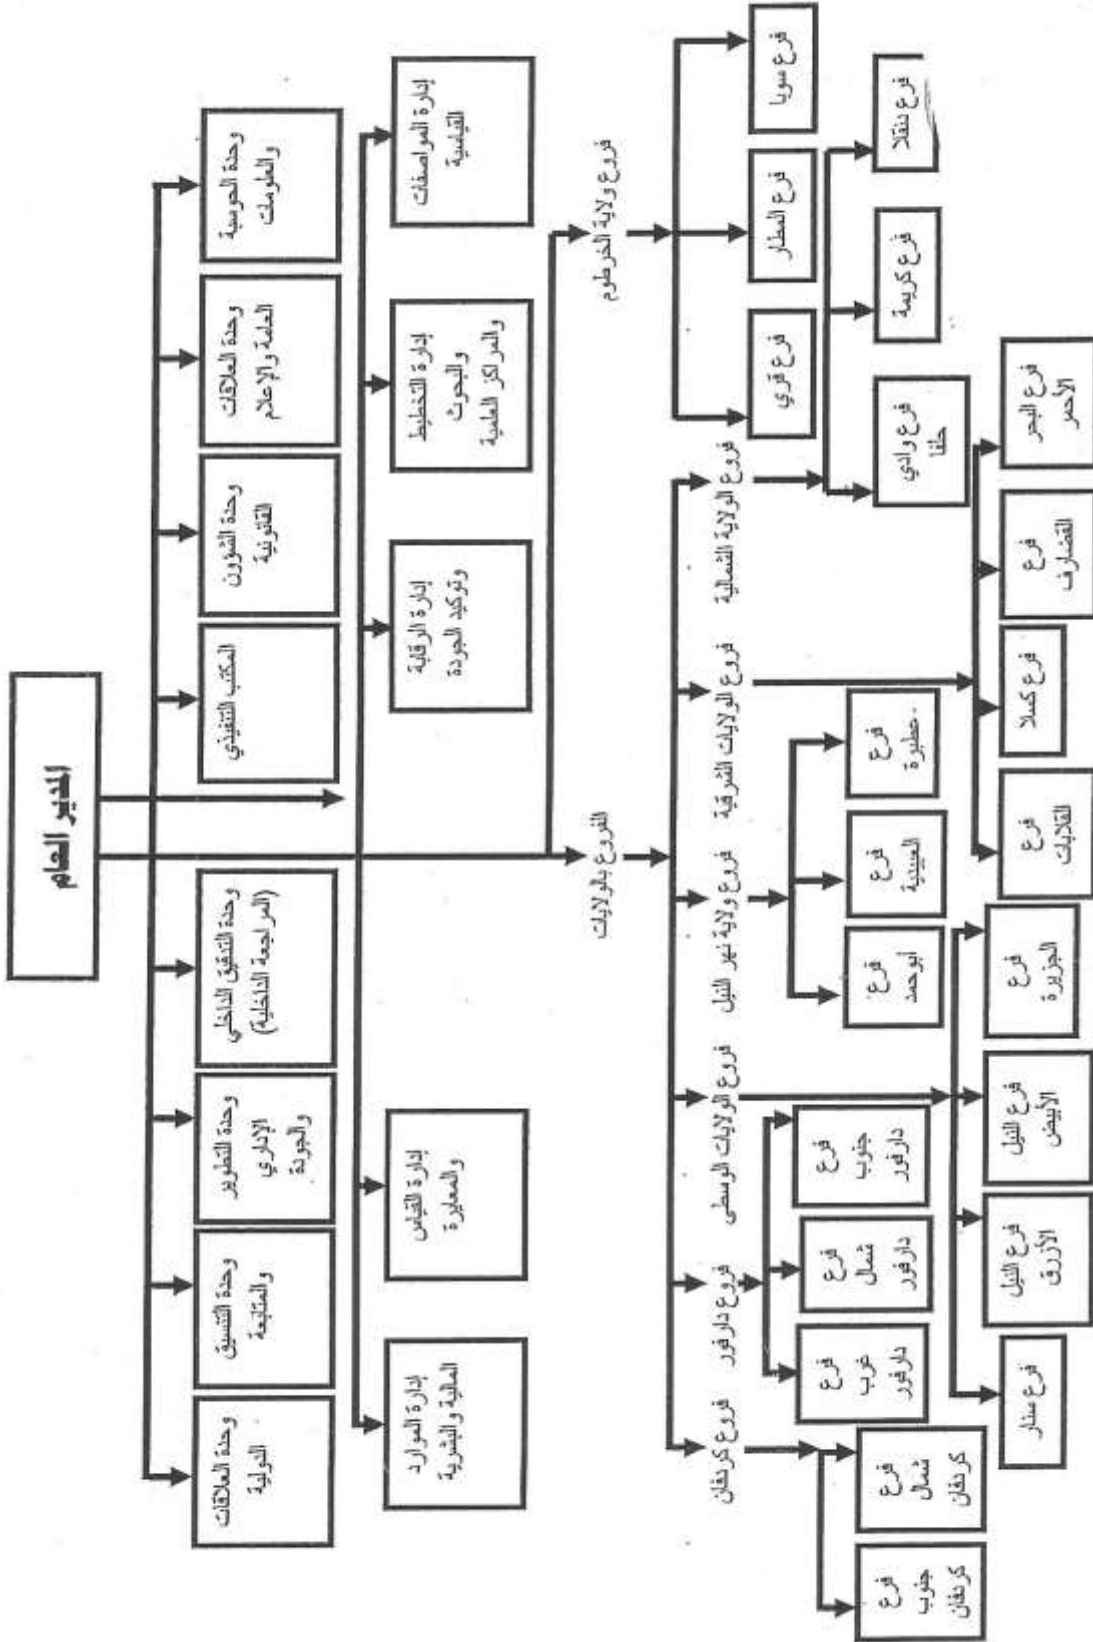 المدير العام
وحدة الحوسبة
والمعلومات
وحدة العلاقات
العامة والإعلام
وحدة الشؤون
القانونية
المكتب التنفيذي
وحدة التدقيق الداخلي
(المراجعة الداخلية)
وحدة التطوير
الإداري
والجودة
وحدة التنسيق
والمتابعة
وحدة العلاقات
الدولية
إدارة المواصفات
القياسية
إدارة التخطيط
والبحوث
والمراكز العلمية
إدارة الرقابة
وتوكيد الجودة
إدارة القياس
والمعايرة
إدارة الموارد
المالية والبشرية
فروع ولاية الخرطوم
الفروع بالولايات
فرع سوبا
فرع المطار
فرع قري
فروع الولاية الشمالية
فروع الولايات الشرقية
فروع ولاية نهر النيل
فروع الولايات الوسطى
فروع دارفور
فروع كردفان
فرع دنقلا
فرع كريمة
فرع وادي
حلفا
فرع
عطبرة
فرع
العبيدية
فرع
أبوحمد
فرع
جنوب
دارفور
فرع
شمال
دارفور
فرع
غرب
دارفور
فرع
شمال
كردفان
فرع
جنوب
كردفان
فرع البحر
الأحمر
فرع
القضارف
فرع كسلا
فرع
القلابات
فرع
الجزيرة
فرع النيل
الأبيض
فرع النيل
الأزرق
فرع سنار